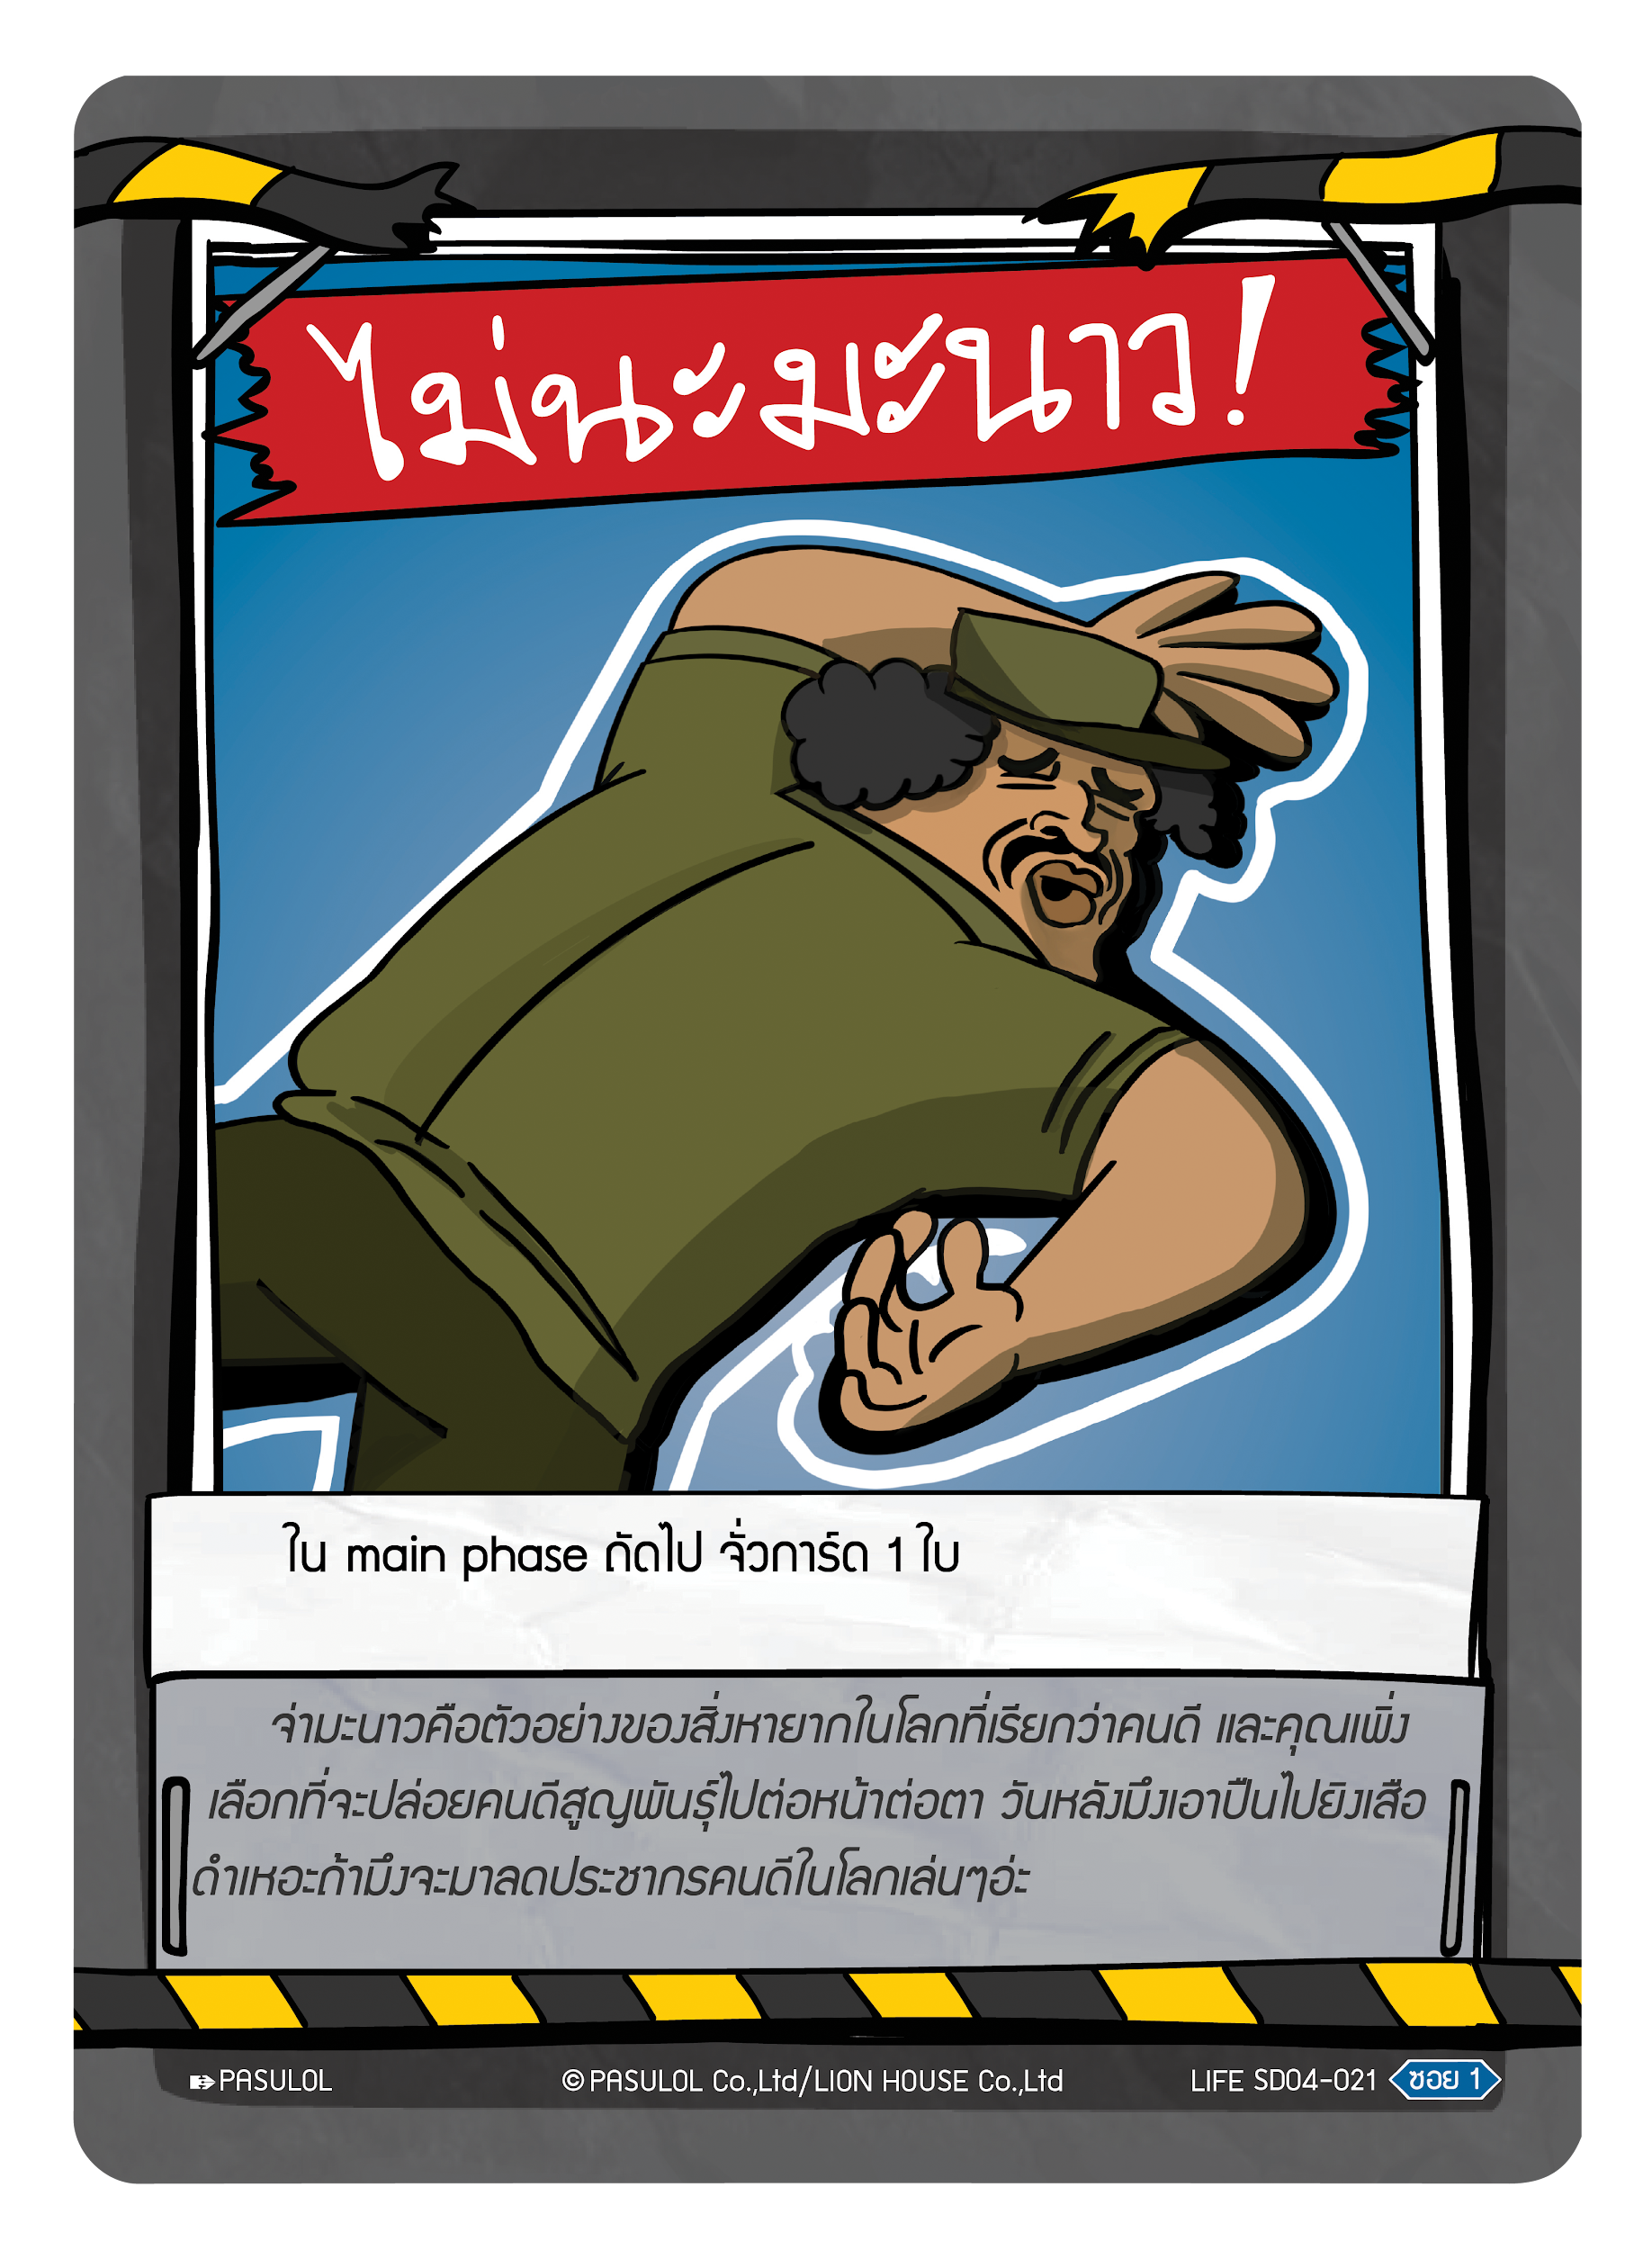 ไม่นะมะนาว!
ใน main phase ถัดไป จั่วการ์ด 1 ใบ
จ่ามะนาวคือตัวอย่างของสิ่งหายากในโลกที่เรียกว่าคนดี และคุณเพิ่ง
เลือกที่จะปล่อยคนดีสูญพันธุ์ไปต่อหน้าต่อตา วันหลังมึงเอาปืนไปยิงเสือ
ดำเหอะถ้ามึงจะมาลดประชากรคนดีในโลกเล่นๆอ่ะ
PASULOL ©PASULOL Co.,Ltd/LION HOUSE Co.,Ltd LIFE SD04-021 ซอย 1